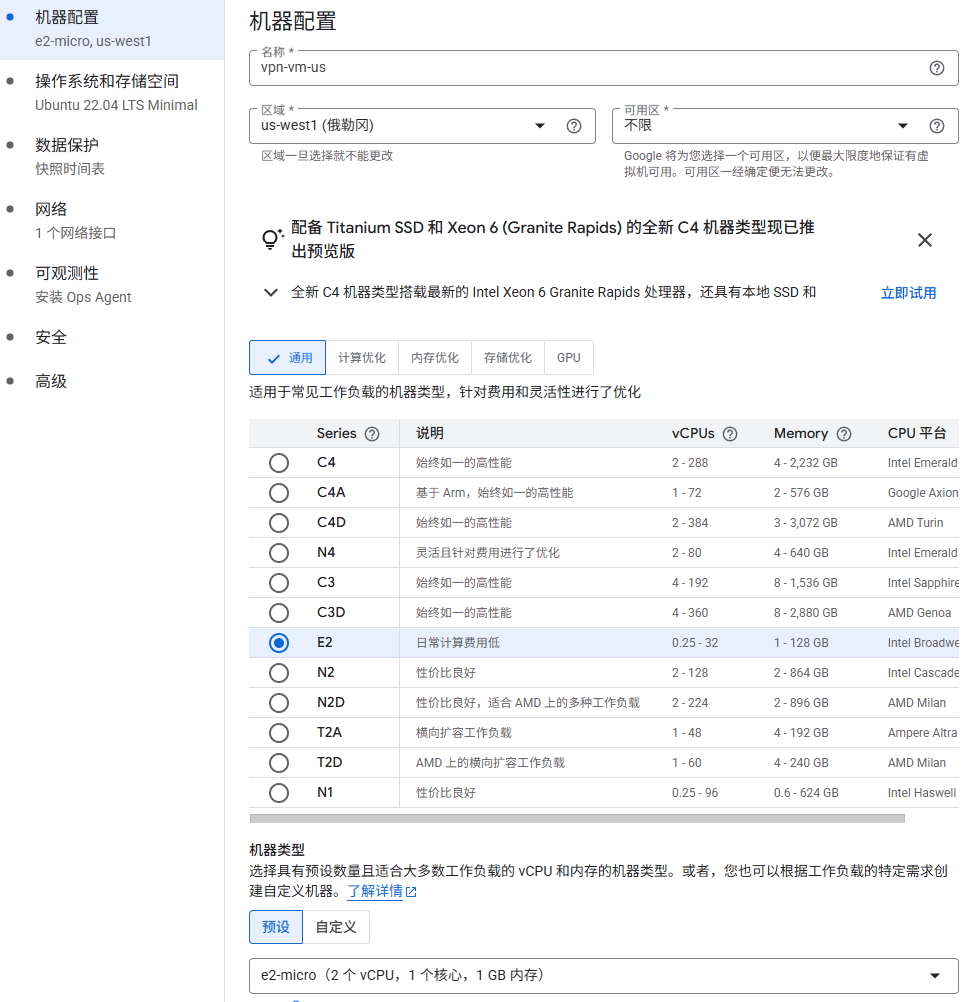 机器配置
e2-micro, us-west1
操作系统和存储空间
Ubuntu 22.04 LTS Minimal
数据保护
快照时间表
网络
1 个网络接口
可观测性
安装 Ops Agent
安全
高级
机器配置
名称 *
vpn-vm-us
区域 *
us-west1 (俄勒冈)
区域一旦选择就不能更改
可用区 *
不限
Google 将为您选择一个可用区，以便最大限度地保证有虚
拟机可用。可用区一经确定便无法更改。
配备 Titanium SSD 和 Xeon 6 (Granite Rapids) 的全新 C4 机器类型现已推
出预览版
全新 C4 机器类型搭载最新的 Intel Xeon 6 Granite Rapids 处理器，还具有本地 SSD 和
立即试用
通用 计算优化 内存优化 存储优化 GPU
适用于常见工作负载的机器类型，针对费用和灵活性进行了优化
Series 说明 vCPUs Memory CPU 平台
C4 始终如一的高性能 2 - 288 4 - 2,232 GB Intel Emerald
C4A 基于 Arm，始终如一的高性能 1 - 72 2 - 576 GB Google Axion
C4D 始终如一的高性能 2 - 384 3 - 3,072 GB AMD Turin
N4 灵活且针对费用进行了优化 2 - 80 4 - 640 GB Intel Emerald
C3 始终如一的高性能 4 - 192 8 - 1,536 GB Intel Sapphire
C3D 始终如一的高性能 4 - 360 8 - 2,880 GB AMD Genoa
E2 日常计算费用低 0.25 - 32 1 - 128 GB Intel Broadwe
N2 性价比良好 2 - 128 2 - 864 GB Intel Cascade
N2D 性价比良好，适合 AMD 上的多种工作负载 2 - 224 2 - 896 GB AMD Milan
T2A 横向扩容工作负载 1 - 48 4 - 192 GB Ampere Altra
T2D AMD 上的横向扩容工作负载 1 - 60 4 - 240 GB AMD Milan
N1 性价比良好 0.25 - 96 0.6 - 624 GB Intel Haswell
机器类型
选择具有预设数量且适合大多数工作负载的 vCPU 和内存的机器类型。或者，您也可以根据工作负载的特定需求创
建自定义机器。了解详情
预设 自定义
e2-micro（2 个 vCPU，1 个核心，1 GB 内存）